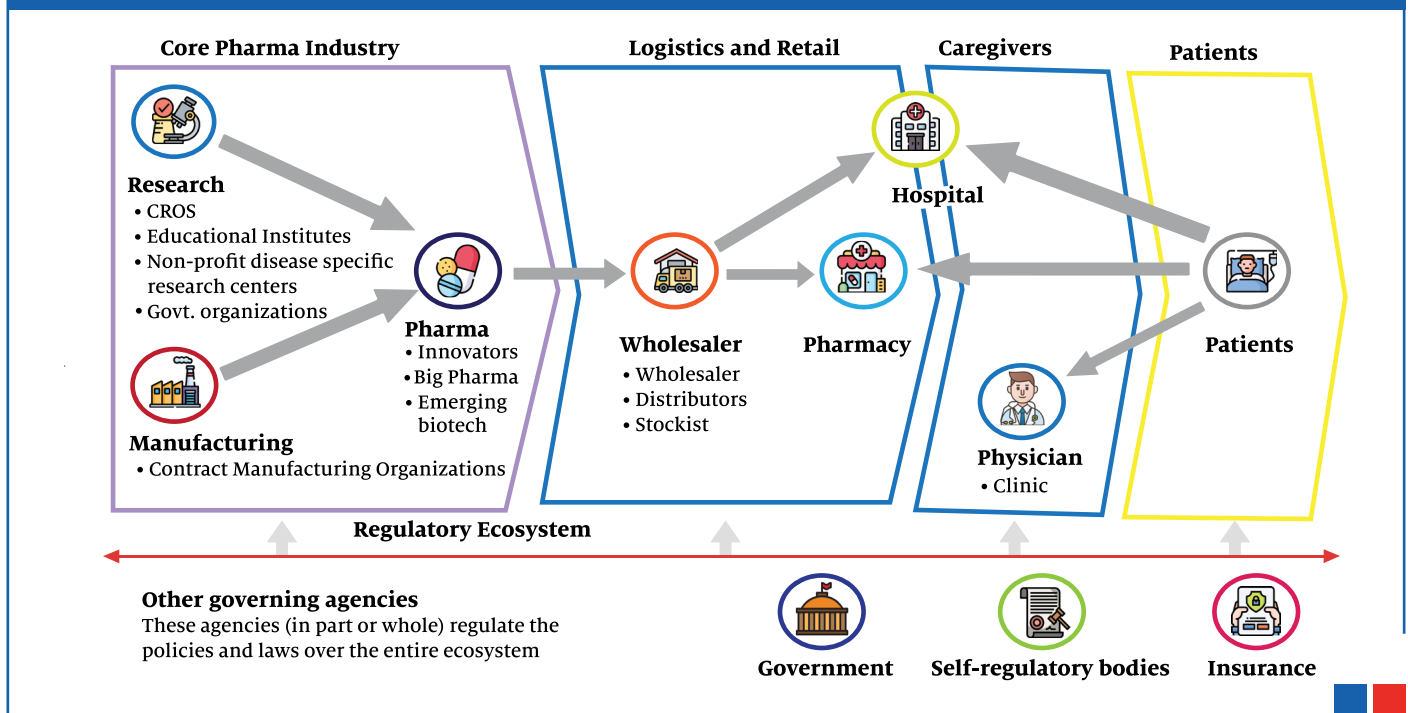 Core Pharma Industry
Logistics and Retail
Caregivers
Patients
Research
• CROS
• Educational Institutes
• Non-profit disease specific
research centers
• Govt. organizations
Manufacturing
• Contract Manufacturing Organizations
Pharma
• Innovators
• Big Pharma
• Emerging
biotech
Wholesaler
• Wholesaler
• Distributors
• Stockist
Hospital
Pharmacy
Physician
• Clinic
Patients
Regulatory Ecosystem
Other governing agencies
These agencies (in part or whole) regulate the
policies and laws over the entire ecosystem
Government
Self-regulatory bodies
Insurance